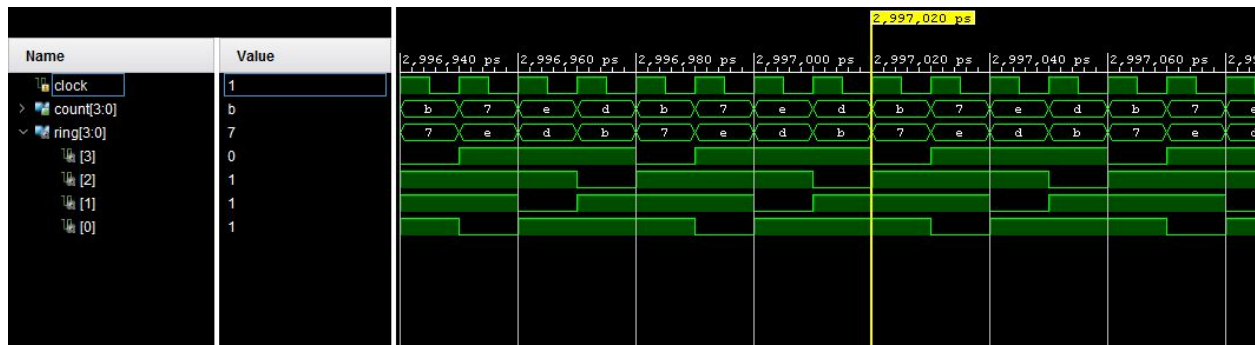 2,997,020 ps
Name Value 2,996,940 ps 2,996,960 ps 2,996,980 ps 2,997,000 ps 2,997,020 ps 2,997,040 ps 2,997,060 ps
clock 1
count[3:0] b b 7 e d b 7 e d b 7 e d b 7 e
ring[3:0] 7 7 e d b 7 e d b 7 e d b 7 e d
[3] 0
[2] 1
[1] 1
[0] 1